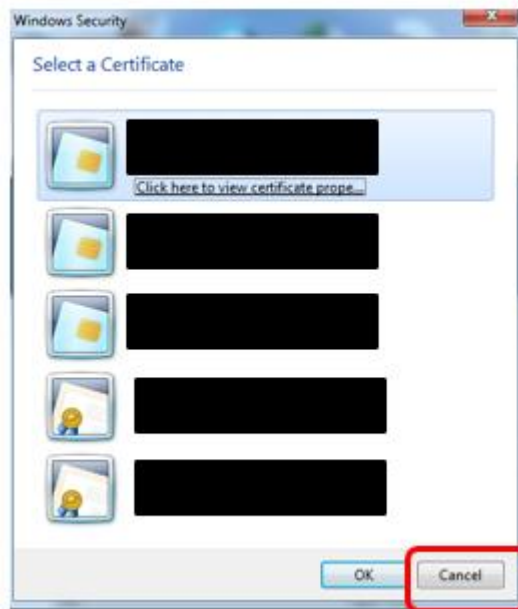 Windows Security
Select a Certificate
Click here to view certificate prope...
OK
Cancel